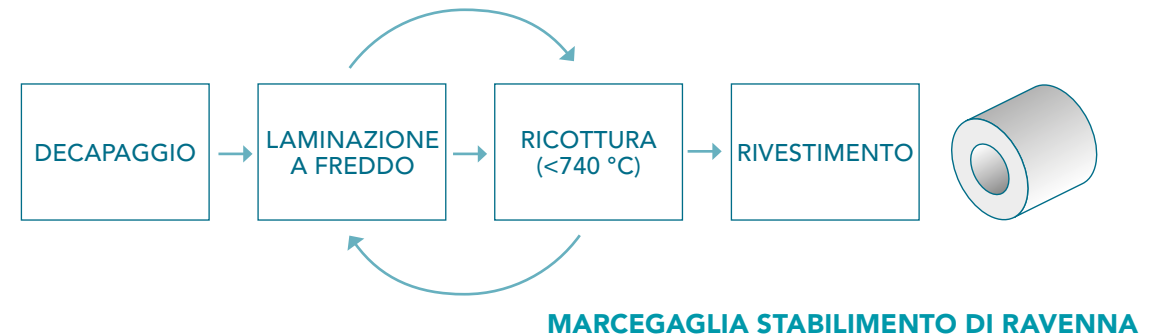 DECAPAGGIO
LAMINAZIONE
A FREDDO
RICOTTURA
(<740 °C)
RIVESTIMENTO
MARCEGAGLIA STABILIMENTO DI RAVENNA